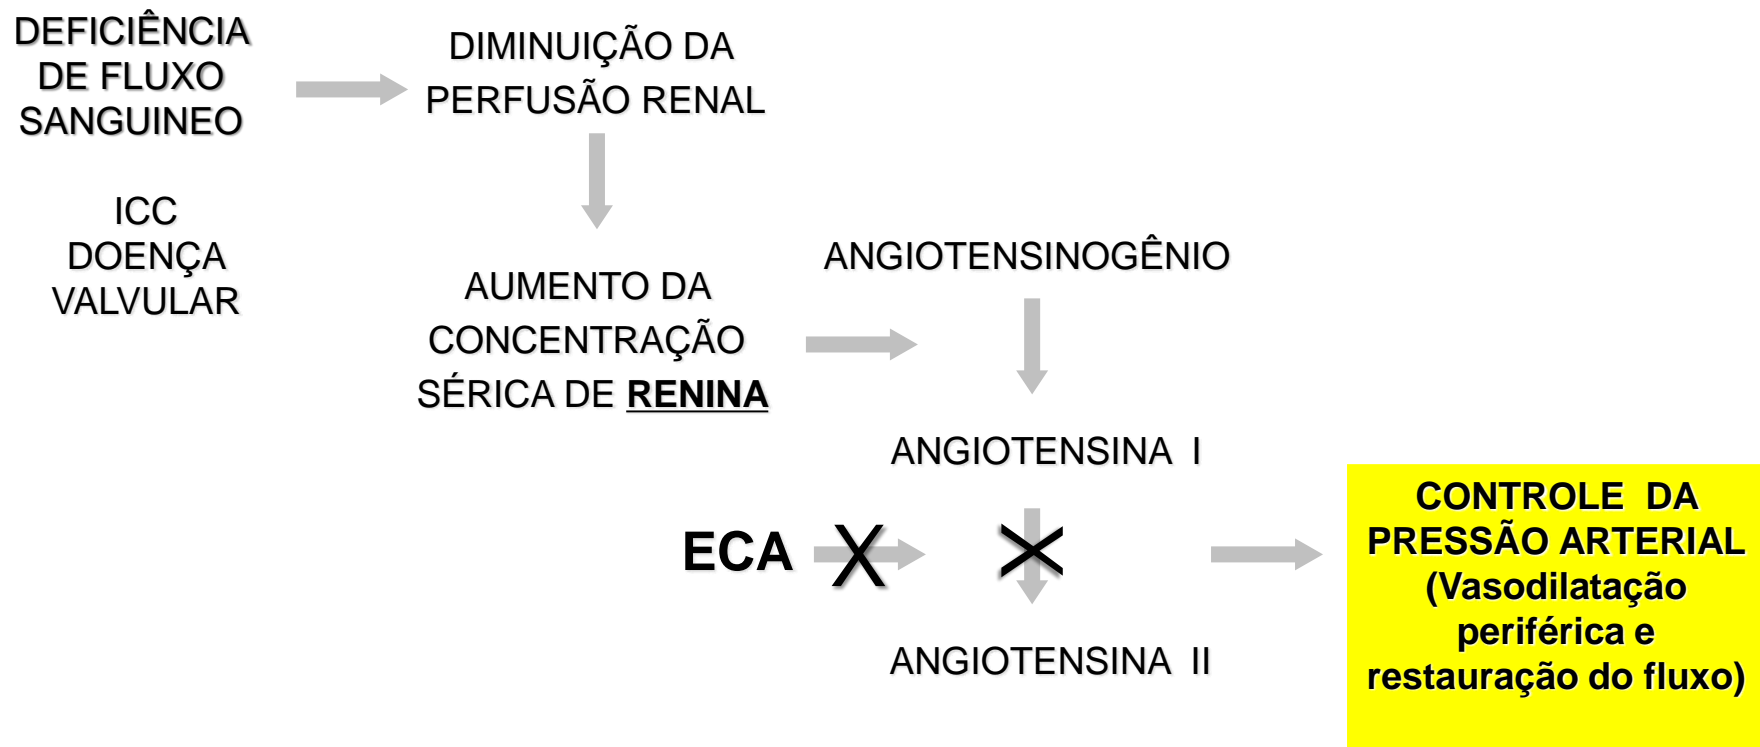 DEFICIÊNCIA
DE FLUXO
SANGUINEO
ICC
DOENÇA
VALVULAR
DIMINUIÇÃO DA
PERFUSÃO RENAL
AUMENTO DA
CONCENTRAÇÃO
SÉRICA DE RENINA
ANGIOTENSINOGÊNIO
ANGIOTENSINA I
ECA X X
ANGIOTENSINA II
CONTROLE DA
PRESSÃO ARTERIAL
(Vasodilatação
periférica e
restauração do fluxo)